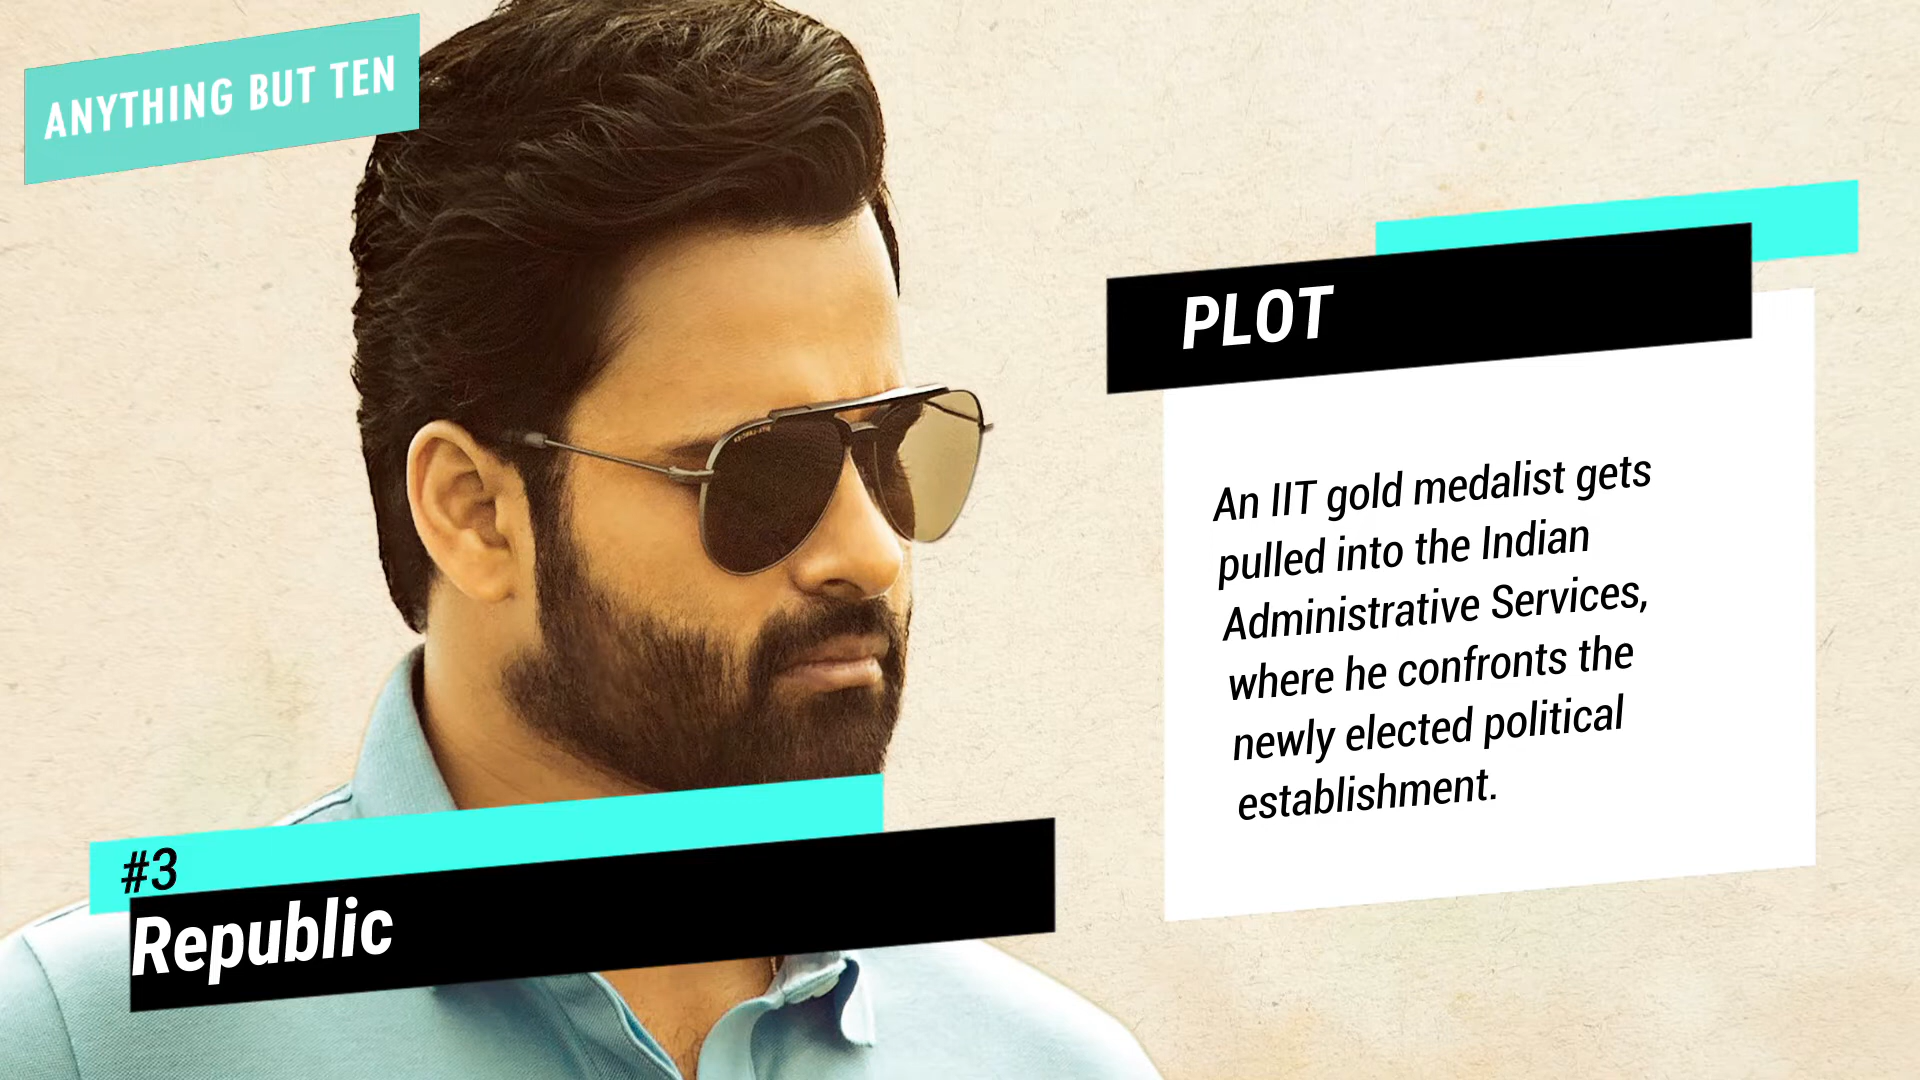 ANYTHING BUT TEN
PLOT
An IIT gold medalist gets
pulled into the Indian
Administrative Services,
where he confronts the
newly elected political
establishment.
#3
Republic